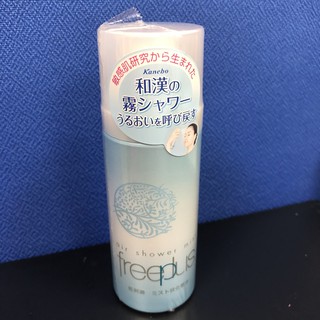 敏感肌研究から生まれた
Kanebo
和漢の
霧シャワー
うるおいを呼び戻す
air shower
freeplus